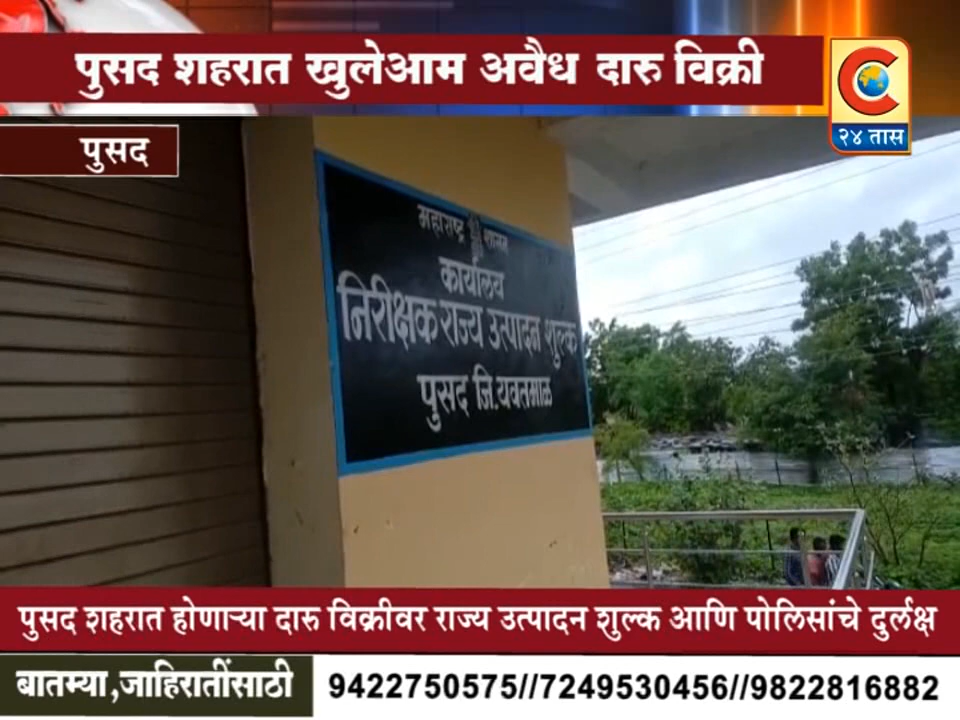 पुसद शहरात खुलेआम अवैध दारु विक्री
C
२४ तास
पुसद
महाराष्ट्र शासन
कार्यालय
निरीक्षक राज्य उत्पादन शुल्क
पुसद जि.यवतमाळ
पुसद शहरात होणाऱ्या दारु विक्रीवर राज्य उत्पादन शुल्क आणि पोलिसांचे दुर्लक्ष
बातम्या,जाहिरातींसाठी 9422750575//7249530456//9822816882